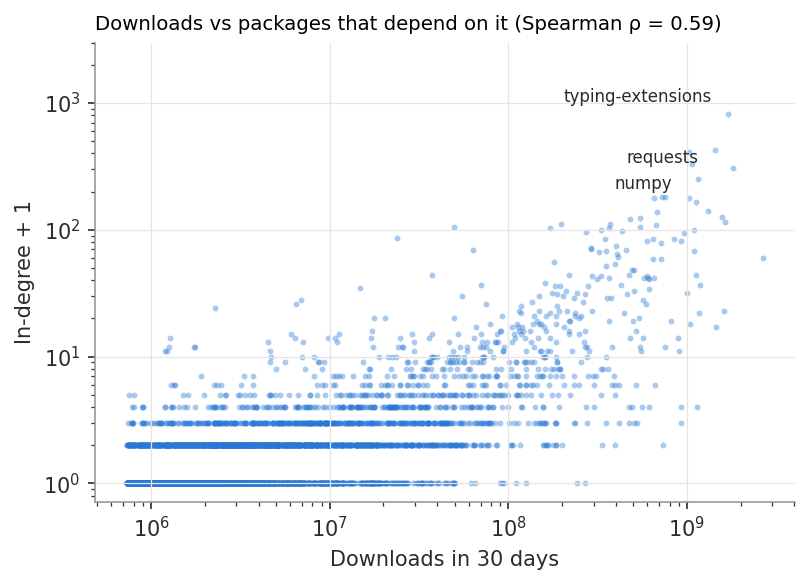 Downloads vs packages that depend on it (Spearman ρ = 0.59)
typing-extensions
requests
numpy
In-degree + 1
10³
10²
10¹
10⁰
10⁶ 10⁷ 10⁸ 10⁹
Downloads in 30 days